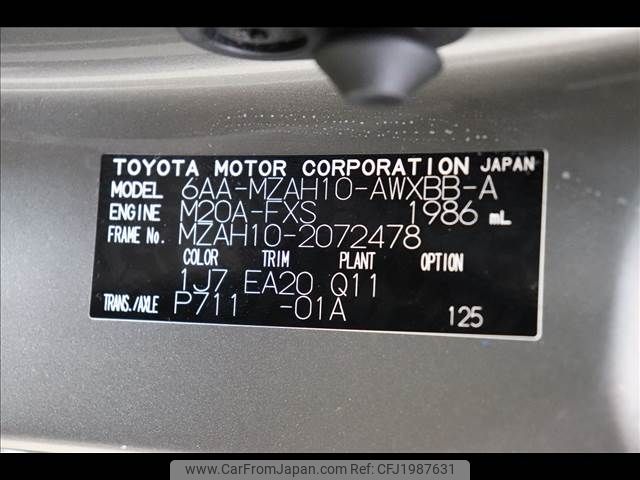 TOYOTA MOTOR CORPORATION JAPAN
MODEL 6AA-MZAH10-AWXBB-A
ENGINE M20A-FXS 1986 mL
FRAME No. MZAH10-2072478
COLOR TRIM PLANT OPTION
1J7 EA20 Q11
TRANS./AXLE P711 -01A
125
www.CarFromJapan.com / CFJ1987631